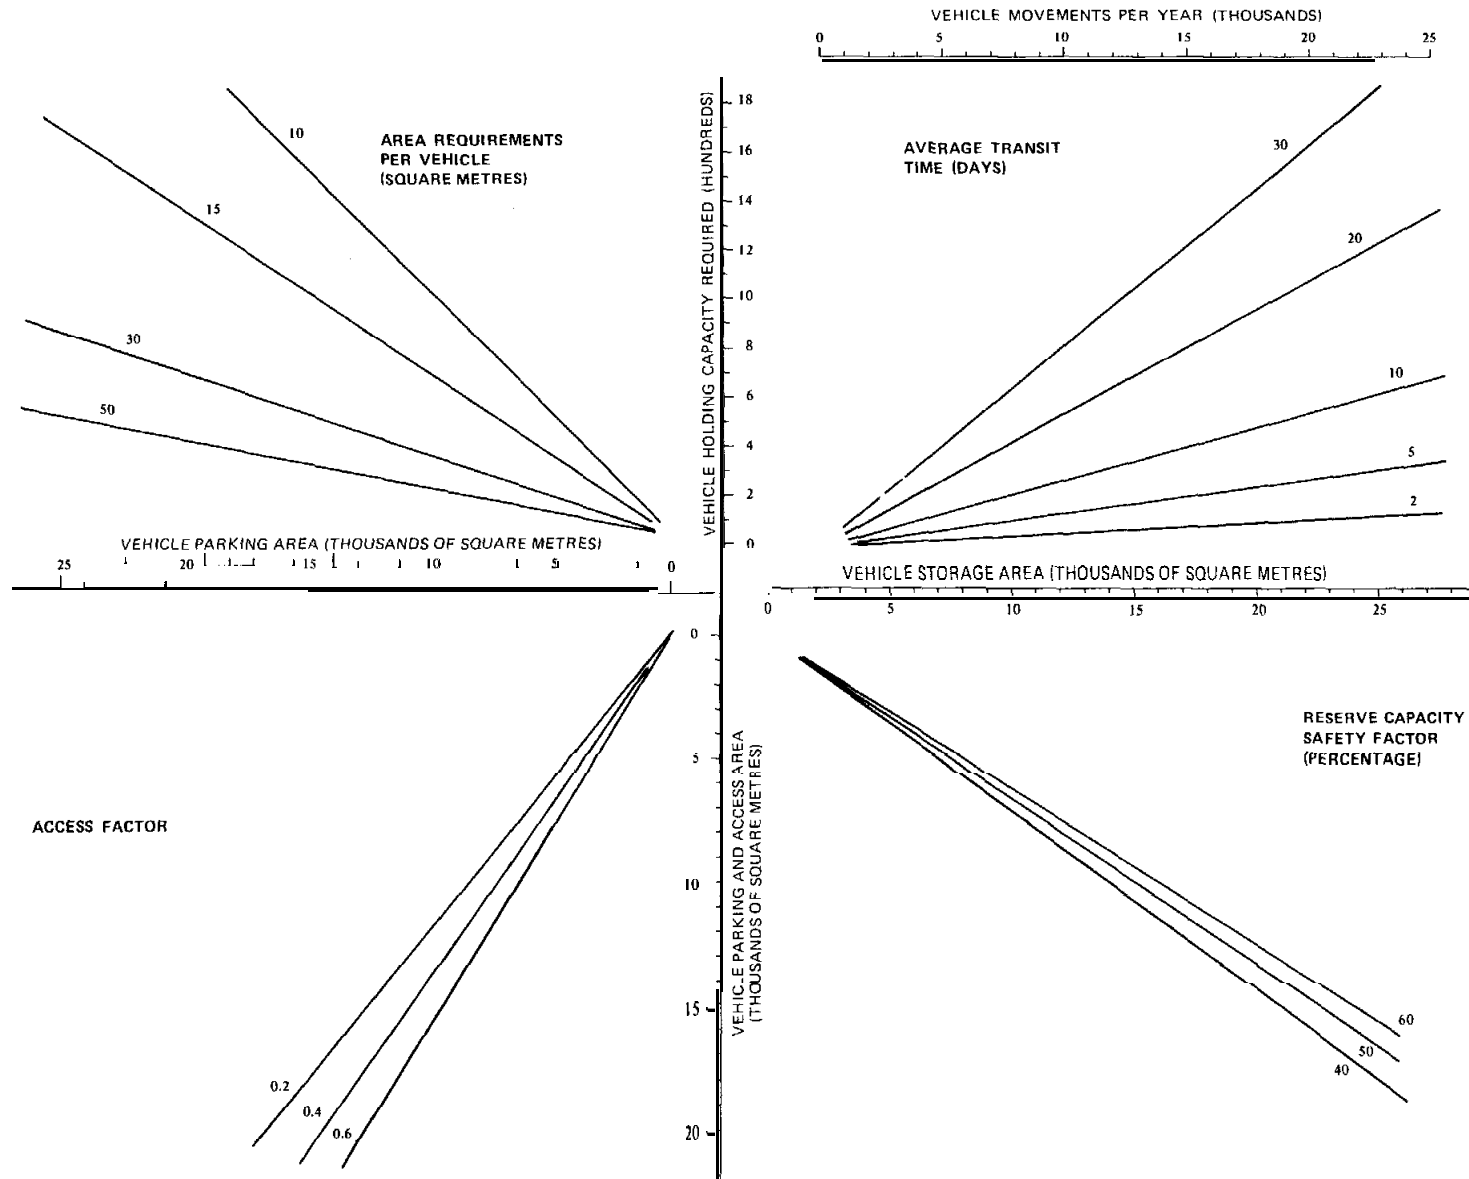 VEHICLE MOVEMENTS PER YEAR (THOUSANDS)
0 5 10 15 20 25
AREA REQUIREMENTS
PER VEHICLE
(SQUARE METRES)
10
15
30
50
VEHICLE HOLDING CAPACITY REQUIRED (HUNDREDS)
18
16
14
12
10
8
6
4
2
0
AVERAGE TRANSIT
TIME (DAYS)
30
20
10
5
2
VEHICLE PARKING AREA (THOUSANDS OF SQUARE METRES)
25 20 15 10 5 0
VEHICLE STORAGE AREA (THOUSANDS OF SQUARE METRES)
0 5 10 15 20 25
ACCESS FACTOR
0.2
0.4
0.6
0
5
10
15
20
VEHICLE PARKING AND ACCESS AREA
(THOUSANDS OF SQUARE METRES)
RESERVE CAPACITY
SAFETY FACTOR
(PERCENTAGE)
60
50
40